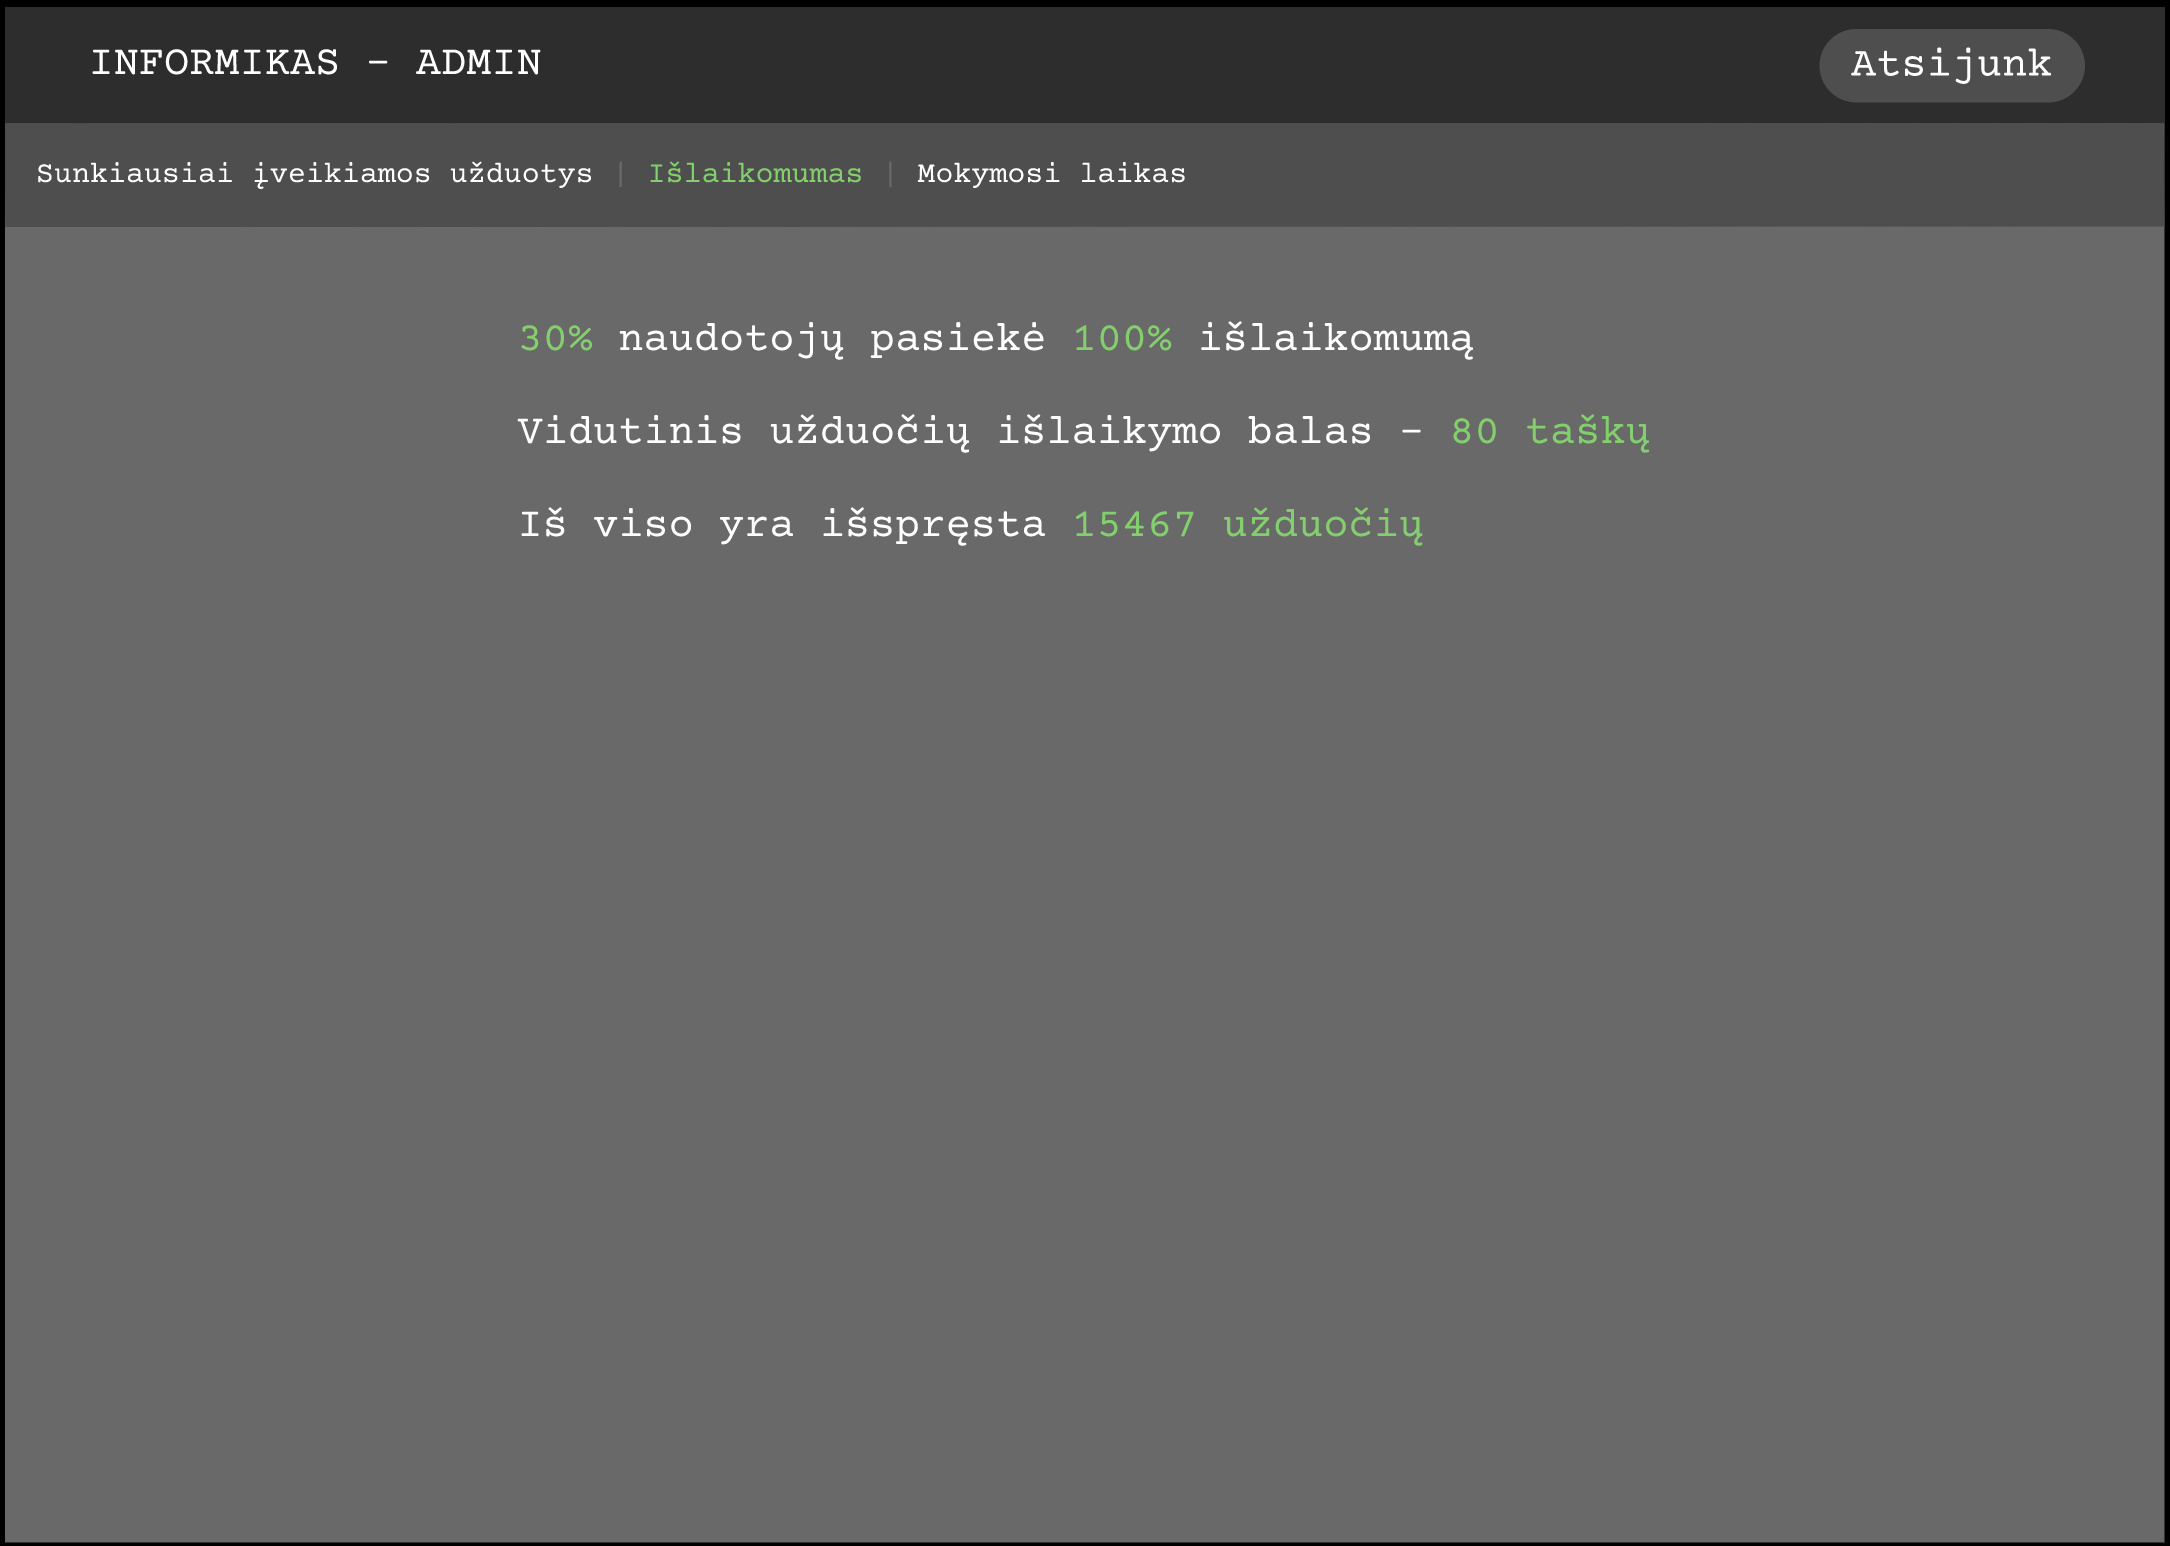 INFORMIKAS - ADMIN
Atsijunk
Sunkiausiai įveikiamos užduotys | Išlaikomumas | Mokymosi laikas
30% naudotojų pasiekė 100% išlaikomumą
Vidutinis užduočių išlaikymo balas - 80 taškų
Iš viso yra išspręsta 15467 užduočių